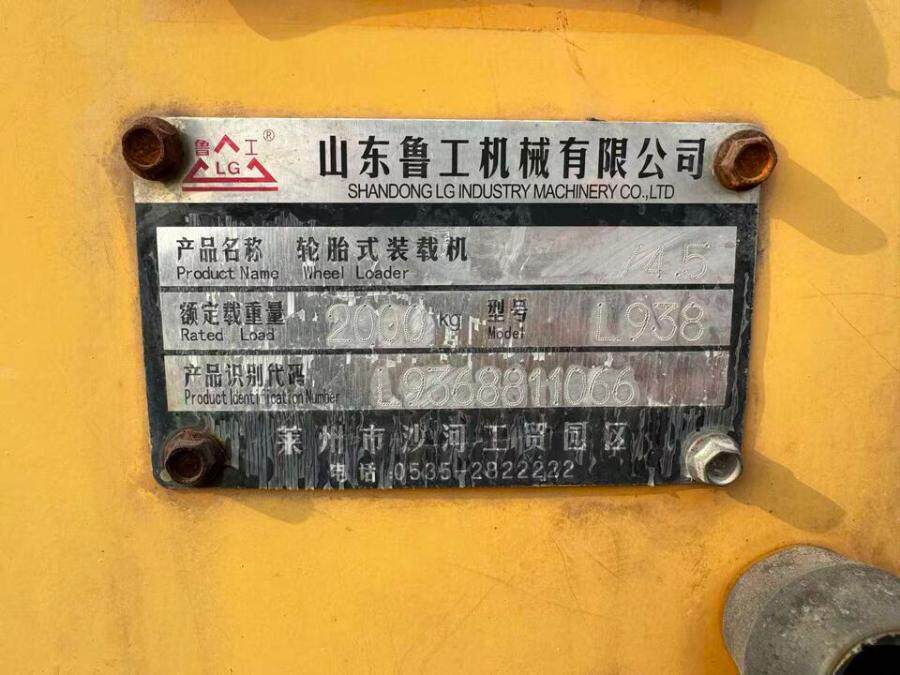 鲁工®
LG
山东鲁工机械有限公司
SHANDONG LG INDUSTRY MACHINERY CO.,LTD
产品名称 轮胎式装载机 14.5
Product Name Wheel Loader
额定载重量 2000 kg 型号 L938
Rated Load Model
产品识别代码 L9368811066
Product Identification Number
莱州市沙河工贸园区
电话 0535-2822232